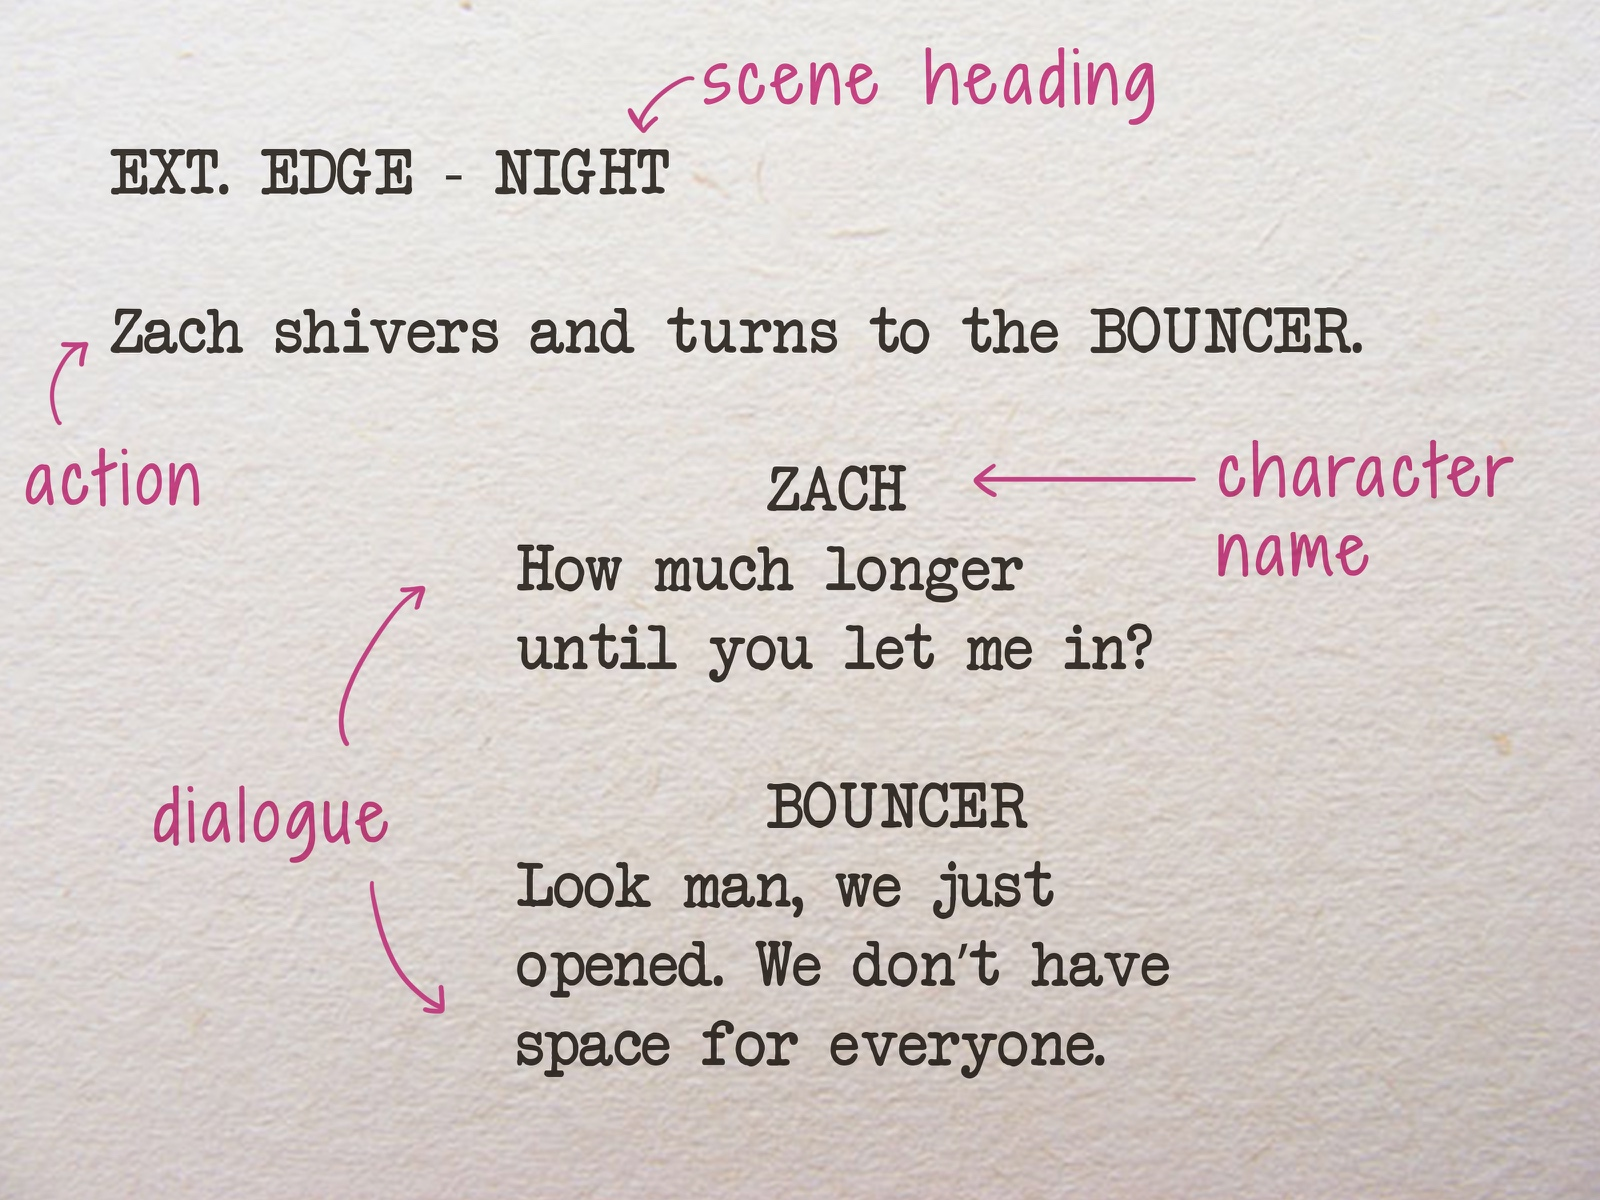 scene heading
EXT. EDGE - NIGHT
Zach shivers and turns to the BOUNCER.
action
ZACH
character
name
How much longer
until you let me in?
dialogue
BOUNCER
Look man, we just
opened. We don't have
space for everyone.